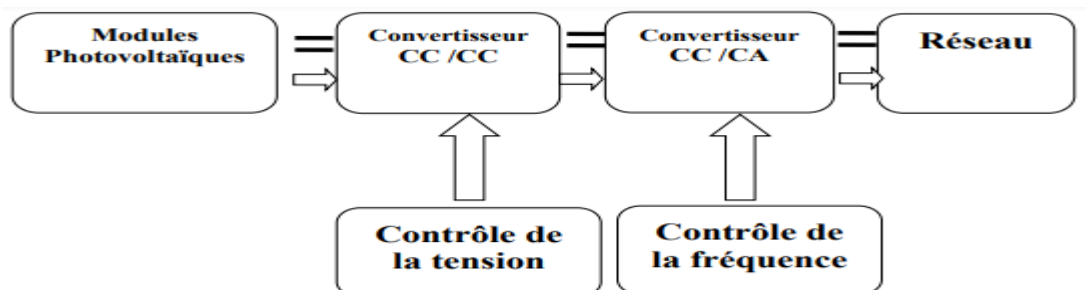 Modules
Photovoltaïques
Convertisseur
CC /CC
Convertisseur
CC /CA
Réseau
Contrôle de
la tension
Contrôle de
la fréquence